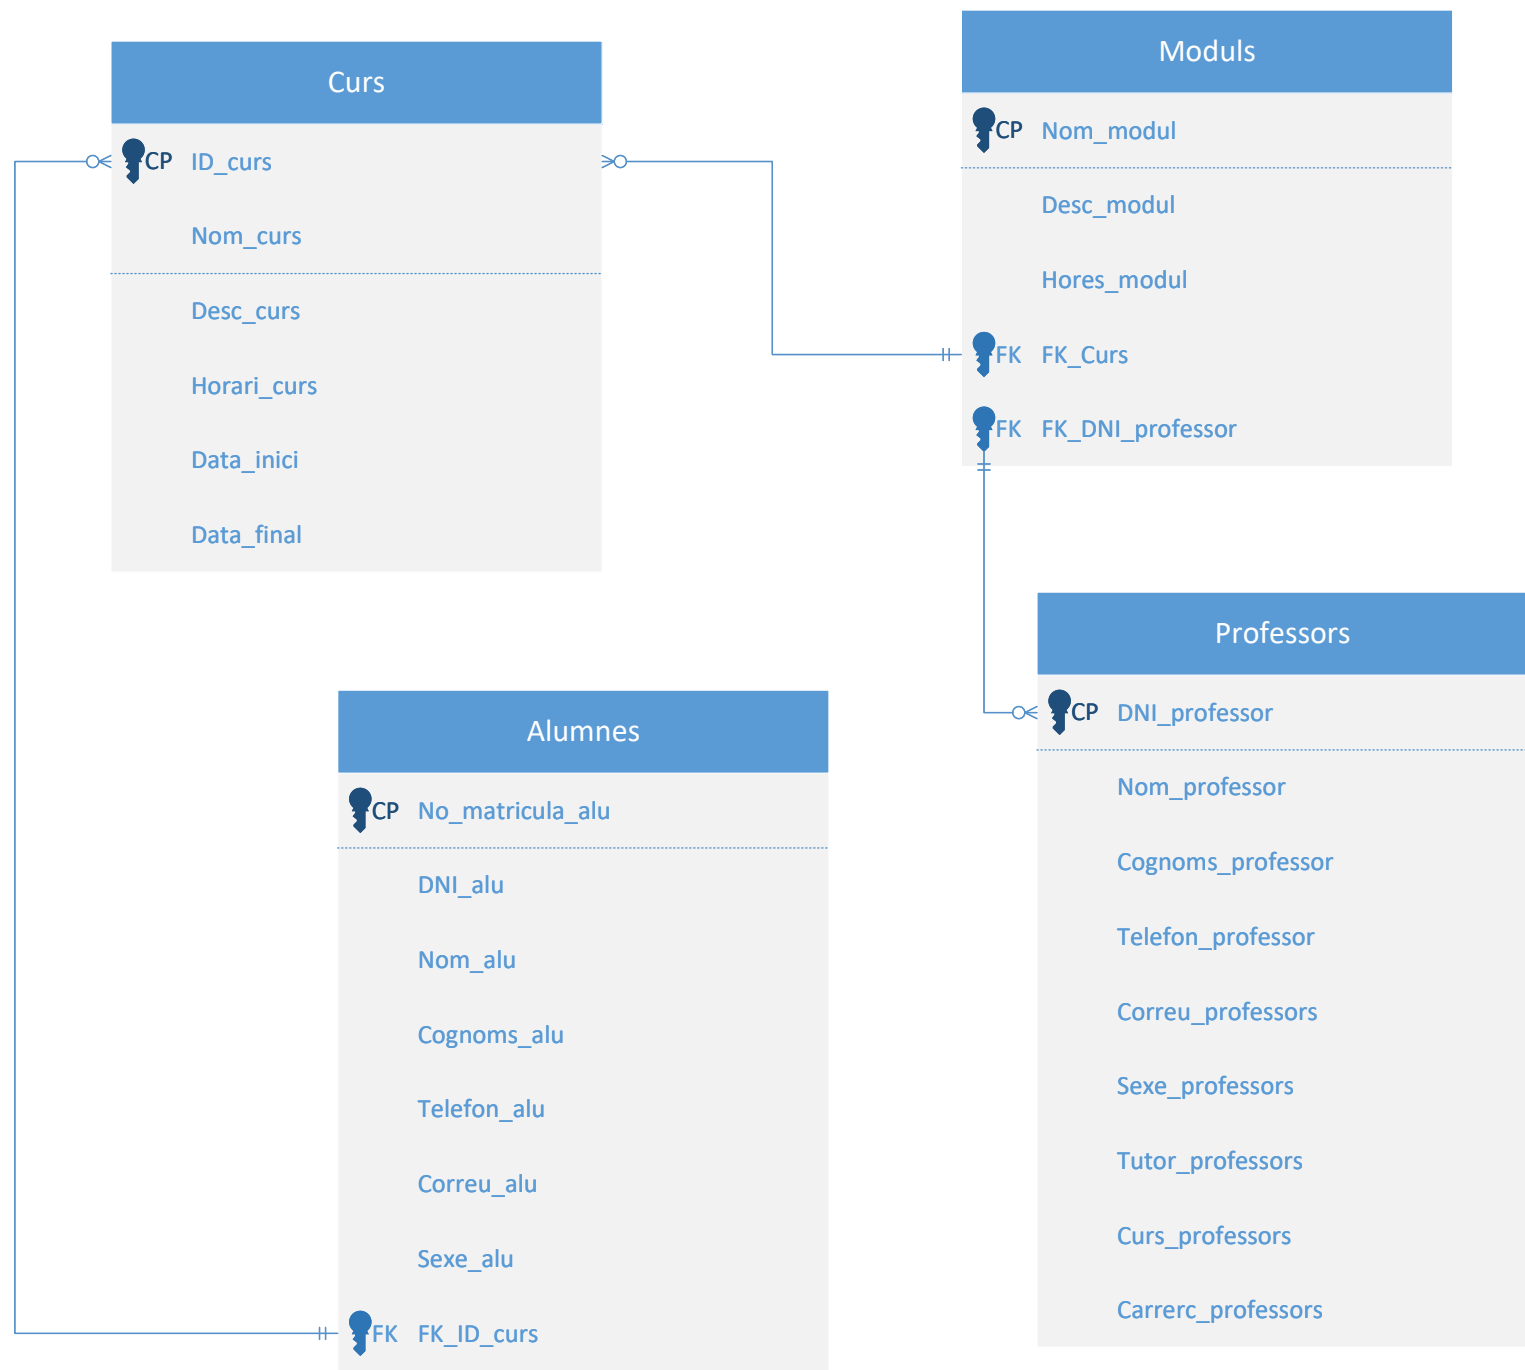 Curs
CP ID_curs
Nom_curs
Desc_curs
Horari_curs
Data_inici
Data_final
Moduls
CP Nom_modul
Desc_modul
Hores_modul
FK FK_Curs
FK FK_DNI_professor
Alumnes
CP No_matricula_alu
DNI_alu
Nom_alu
Cognoms_alu
Telefon_alu
Correu_alu
Sexe_alu
FK FK_ID_curs
Professors
CP DNI_professor
Nom_professor
Cognoms_professor
Telefon_professor
Correu_professors
Sexe_professors
Tutor_professors
Curs_professors
Carrerc_professors